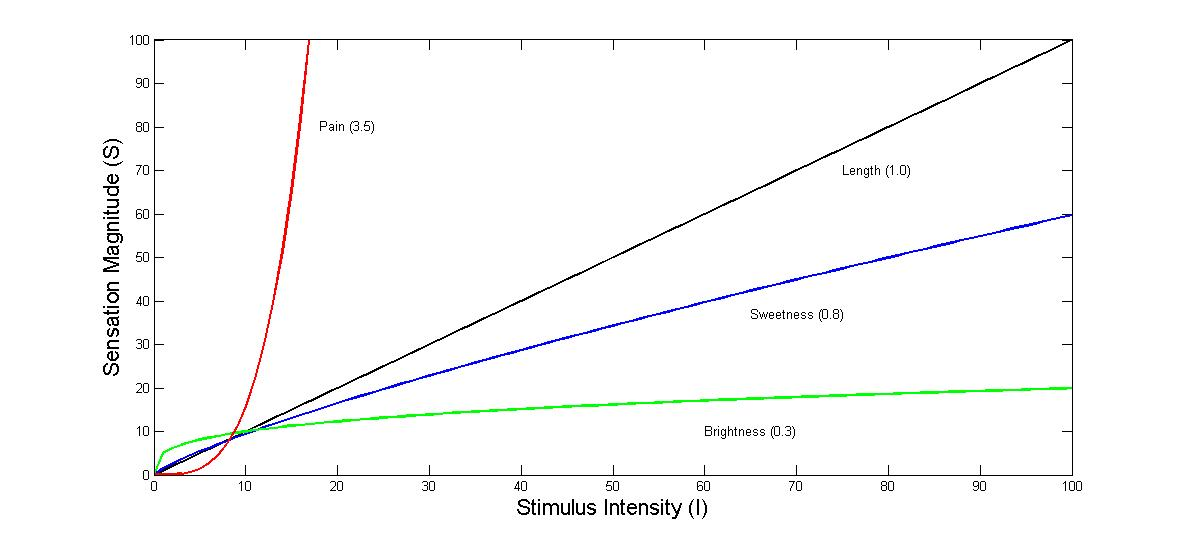 100
90
80
70
60
50
40
30
20
10
0
Sensation Magnitude (S)
Pain (3.5)
Length (1.0)
Sweetness (0.8)
Brightness (0.3)
0 10 20 30 40 50 60 70 80 90 100
Stimulus Intensity (I)